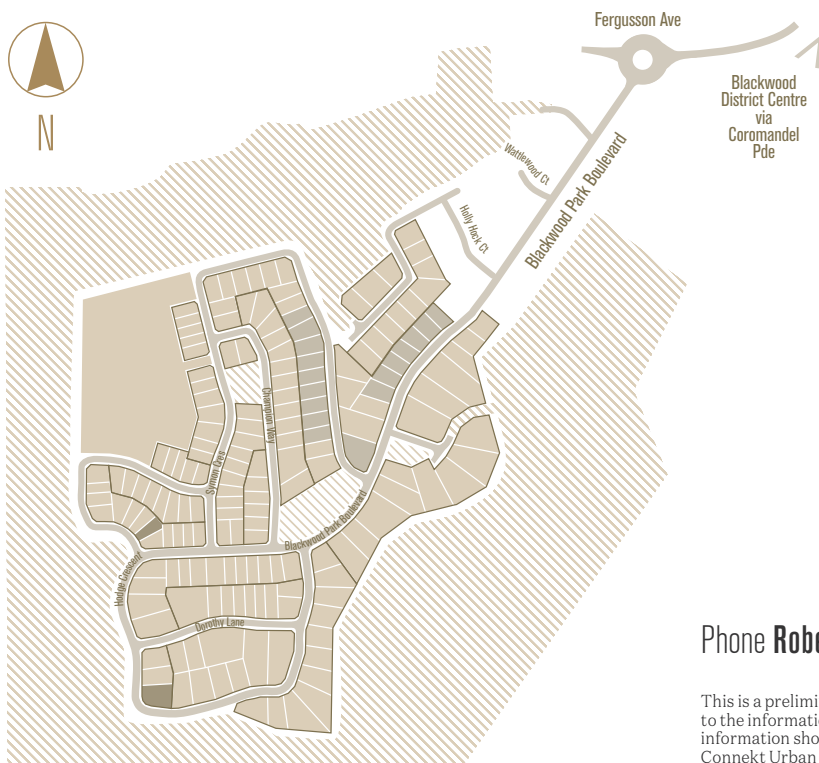 Fergusson Ave
N
Blackwood
District Centre
via
Coromandel
Pde
Wattlewood Ct
Blackwood Park Boulevard
Holly Hock Ct
Champion Way
Symon Cres
Blackwood Park Boulevard
Hodge Crescent
Dorothy Lane
Phone Robe
This is a prelimi
to the informatio
information sho
Connekt Urban